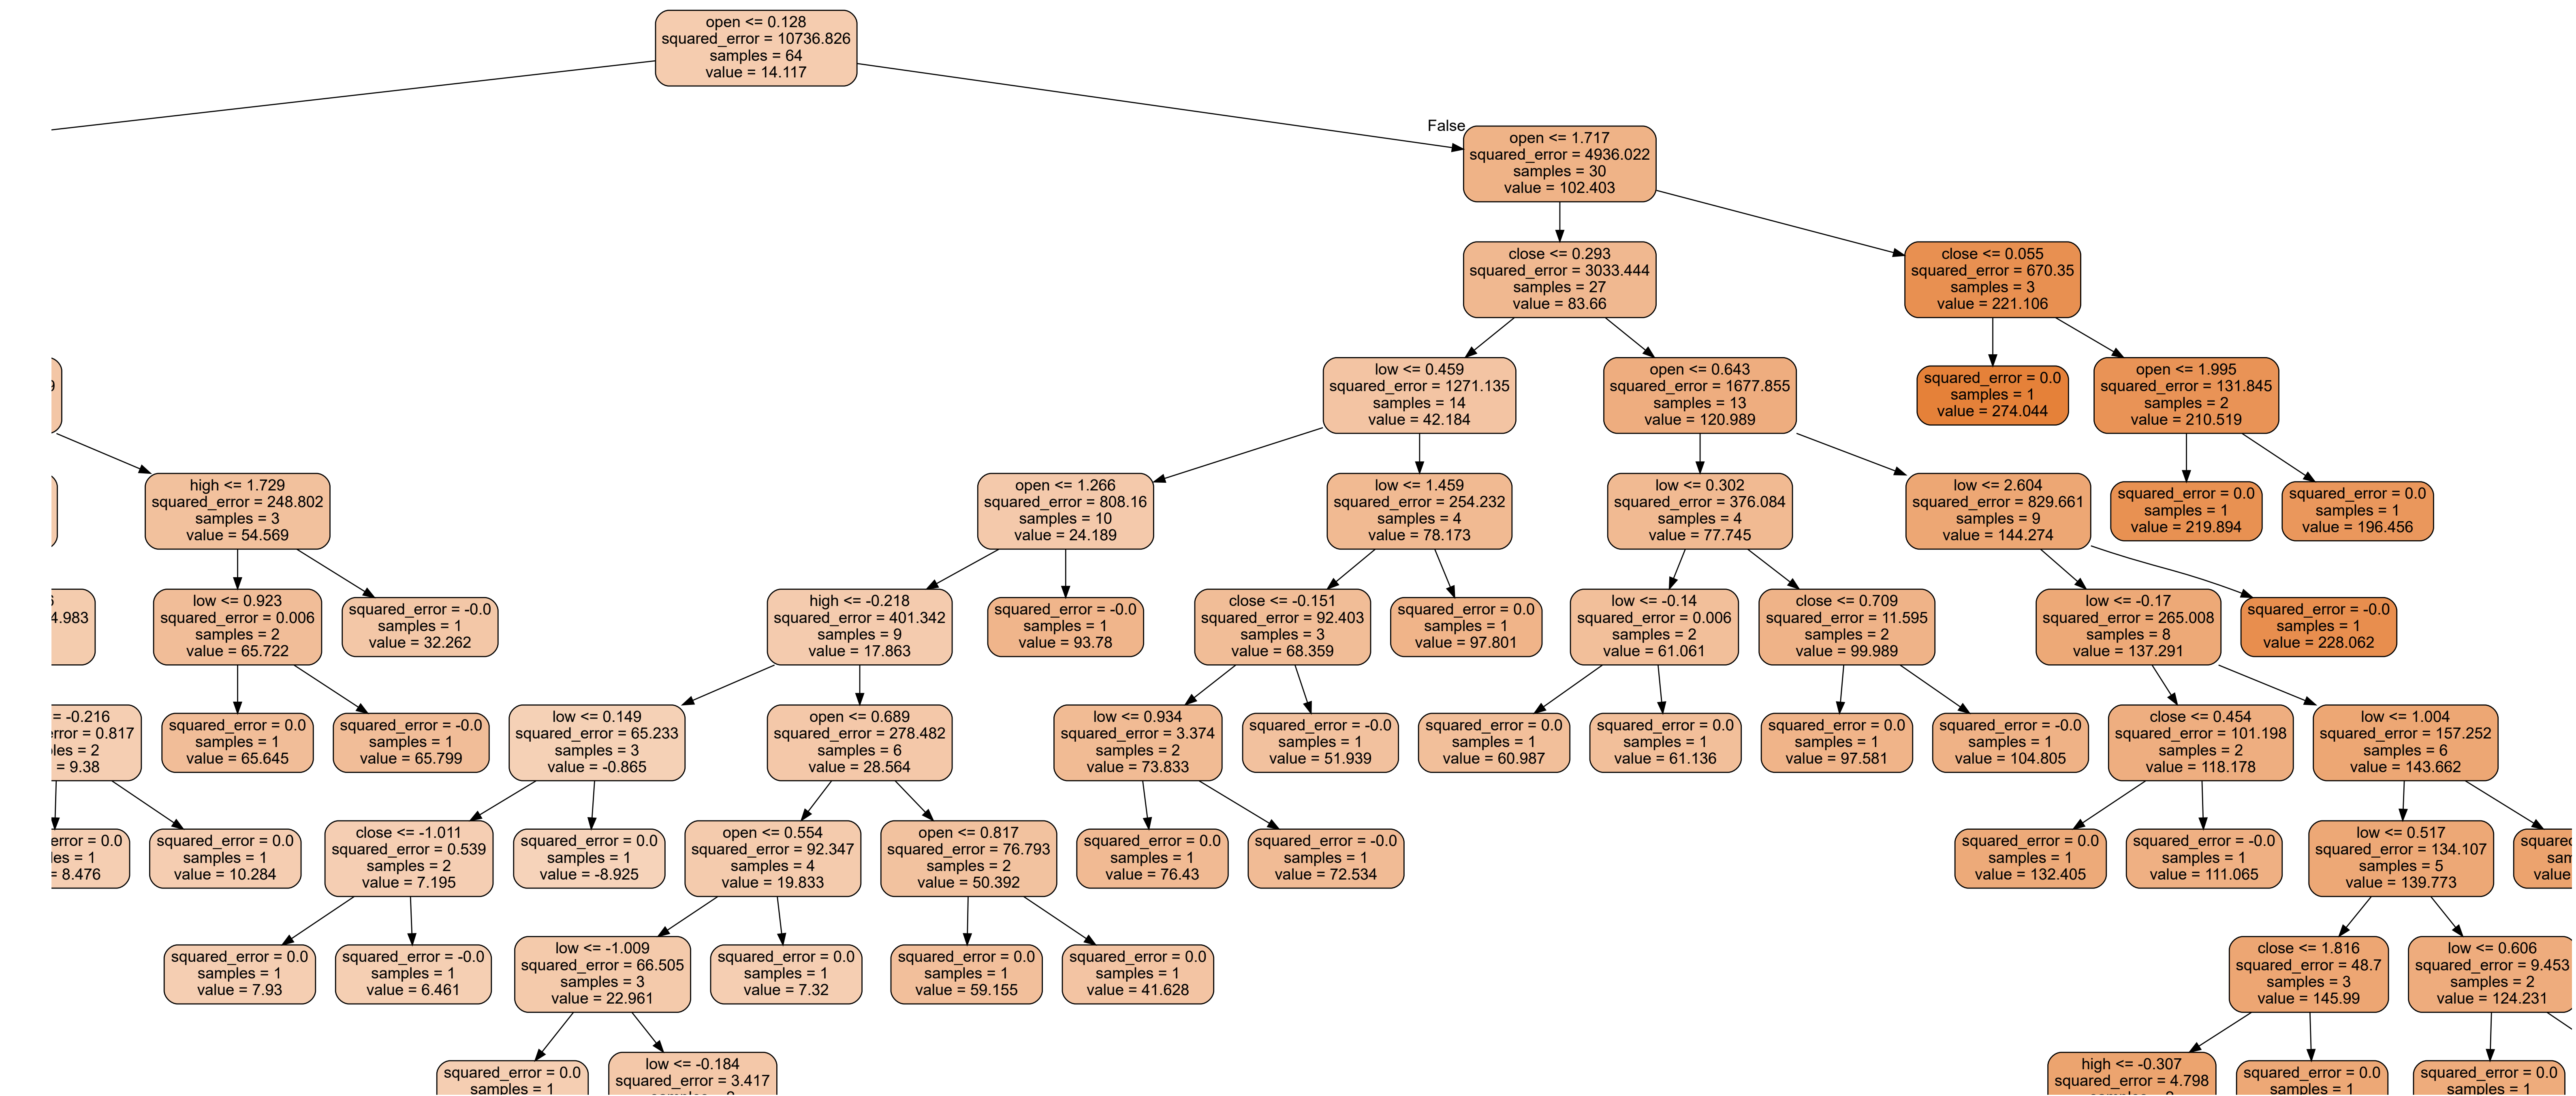 open <= 0.128
squared_error = 10736.826
samples = 64
value = 14.117
False
open <= 1.717
squared_error = 4936.022
samples = 30
value = 102.403
close <= 0.293
squared_error = 3033.444
samples = 27
value = 83.66
close <= 0.055
squared_error = 670.35
samples = 3
value = 221.106
9
low <= 0.459
squared_error = 1271.135
samples = 14
value = 42.184
open <= 0.643
squared_error = 1677.855
samples = 13
value = 120.989
squared_error = 0.0
samples = 1
value = 274.044
open <= 1.995
squared_error = 131.845
samples = 2
value = 210.519
high <= 1.729
squared_error = 248.802
samples = 3
value = 54.569
open <= 1.266
squared_error = 808.16
samples = 10
value = 24.189
low <= 1.459
squared_error = 254.232
samples = 4
value = 78.173
low <= 0.302
squared_error = 376.084
samples = 4
value = 77.745
low <= 2.604
squared_error = 829.661
samples = 9
value = 144.274
squared_error = 0.0
samples = 1
value = 219.894
squared_error = 0.0
samples = 1
value = 196.456
4.983
low <= 0.923
squared_error = 0.006
samples = 2
value = 65.722
squared_error = -0.0
samples = 1
value = 32.262
high <= -0.218
squared_error = 401.342
samples = 9
value = 17.863
squared_error = -0.0
samples = 1
value = 93.78
close <= -0.151
squared_error = 92.403
samples = 3
value = 68.359
squared_error = 0.0
samples = 1
value = 97.801
low <= -0.14
squared_error = 0.006
samples = 2
value = 61.061
close <= 0.709
squared_error = 11.595
samples = 2
value = 99.989
low <= -0.17
squared_error = 265.008
samples = 8
value = 137.291
squared_error = -0.0
samples = 1
value = 228.062
= -0.216
error = 0.817
les = 2
= 9.38
squared_error = 0.0
samples = 1
value = 65.645
squared_error = -0.0
samples = 1
value = 65.799
low <= 0.149
squared_error = 65.233
samples = 3
value = -0.865
open <= 0.689
squared_error = 278.482
samples = 6
value = 28.564
low <= 0.934
squared_error = 3.374
samples = 2
value = 73.833
squared_error = -0.0
samples = 1
value = 51.939
squared_error = 0.0
samples = 1
value = 60.987
squared_error = 0.0
samples = 1
value = 61.136
squared_error = 0.0
samples = 1
value = 97.581
squared_error = -0.0
samples = 1
value = 104.805
close <= 0.454
squared_error = 101.198
samples = 2
value = 118.178
low <= 1.004
squared_error = 157.252
samples = 6
value = 143.662
error = 0.0
les = 1
= 8.476
squared_error = 0.0
samples = 1
value = 10.284
close <= -1.011
squared_error = 0.539
samples = 2
value = 7.195
squared_error = 0.0
samples = 1
value = -8.925
open <= 0.554
squared_error = 92.347
samples = 4
value = 19.833
open <= 0.817
squared_error = 76.793
samples = 2
value = 50.392
squared_error = 0.0
samples = 1
value = 76.43
squared_error = -0.0
samples = 1
value = 72.534
squared_error = 0.0
samples = 1
value = 132.405
squared_error = -0.0
samples = 1
value = 111.065
low <= 0.517
squared_error = 134.107
samples = 5
value = 139.773
squared
sam
value
squared_error = 0.0
samples = 1
value = 7.93
squared_error = -0.0
samples = 1
value = 6.461
low <= -1.009
squared_error = 66.505
samples = 3
value = 22.961
squared_error = 0.0
samples = 1
value = 7.32
squared_error = 0.0
samples = 1
value = 59.155
squared_error = 0.0
samples = 1
value = 41.628
close <= 1.816
squared_error = 48.7
samples = 3
value = 145.99
low <= 0.606
squared_error = 9.453
samples = 2
value = 124.231
squared_error = 0.0
samples = 1
low <= -0.184
squared_error = 3.417
high <= -0.307
squared_error = 4.798
squared_error = 0.0
samples = 1
squared_error = 0.0
samples = 1